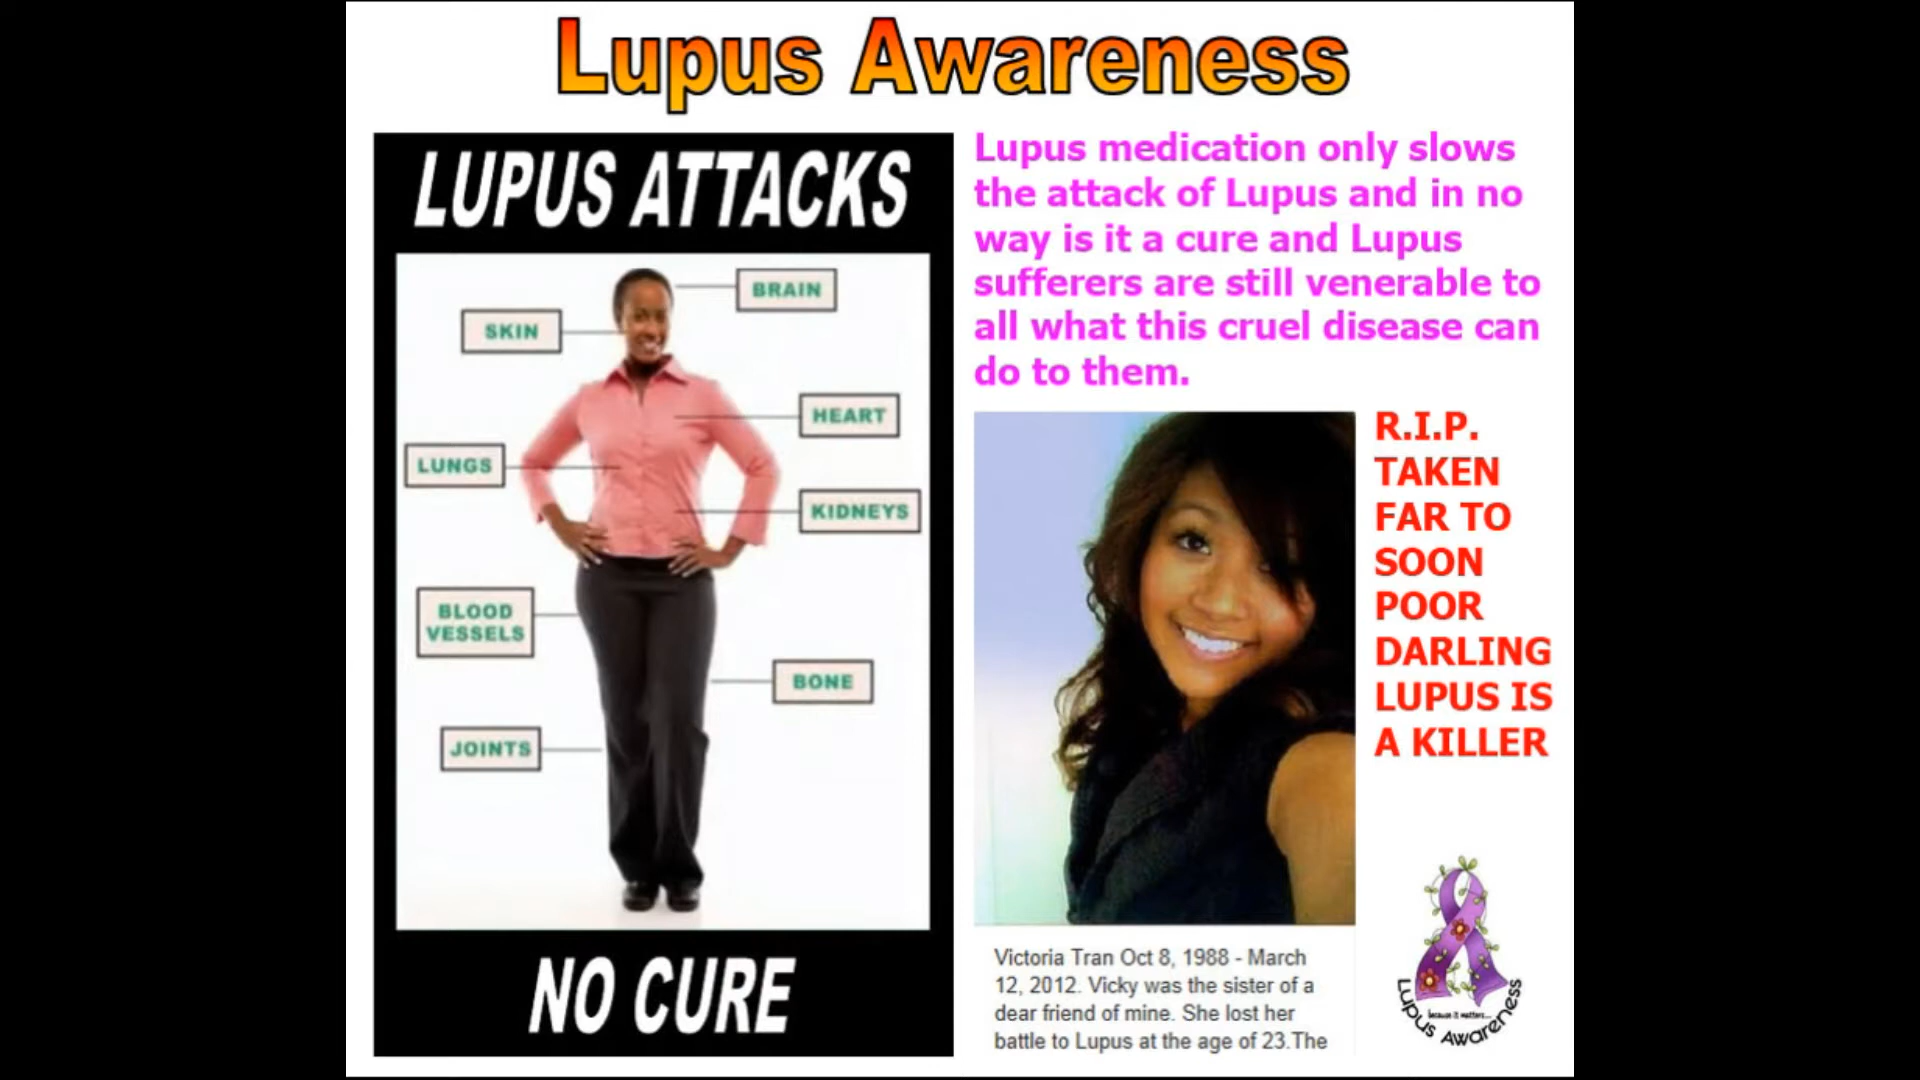 Lupus Awareness
LUPUS ATTACKS
BRAIN
SKIN
HEART
LUNGS
KIDNEYS
BLOOD
VESSELS
BONE
JOINTS
NO CURE
Lupus medication only slows
the attack of Lupus and in no
way is it a cure and Lupus
sufferers are still venerable to
all what this cruel disease can
do to them.
R.I.P.
TAKEN
FAR TO
SOON
POOR
DARLING
LUPUS IS
A KILLER
Victoria Tran Oct 8, 1988 - March
12, 2012. Vicky was the sister of a
dear friend of mine. She lost her
battle to Lupus at the age of 23.The
because it matters...
Lupus Awareness